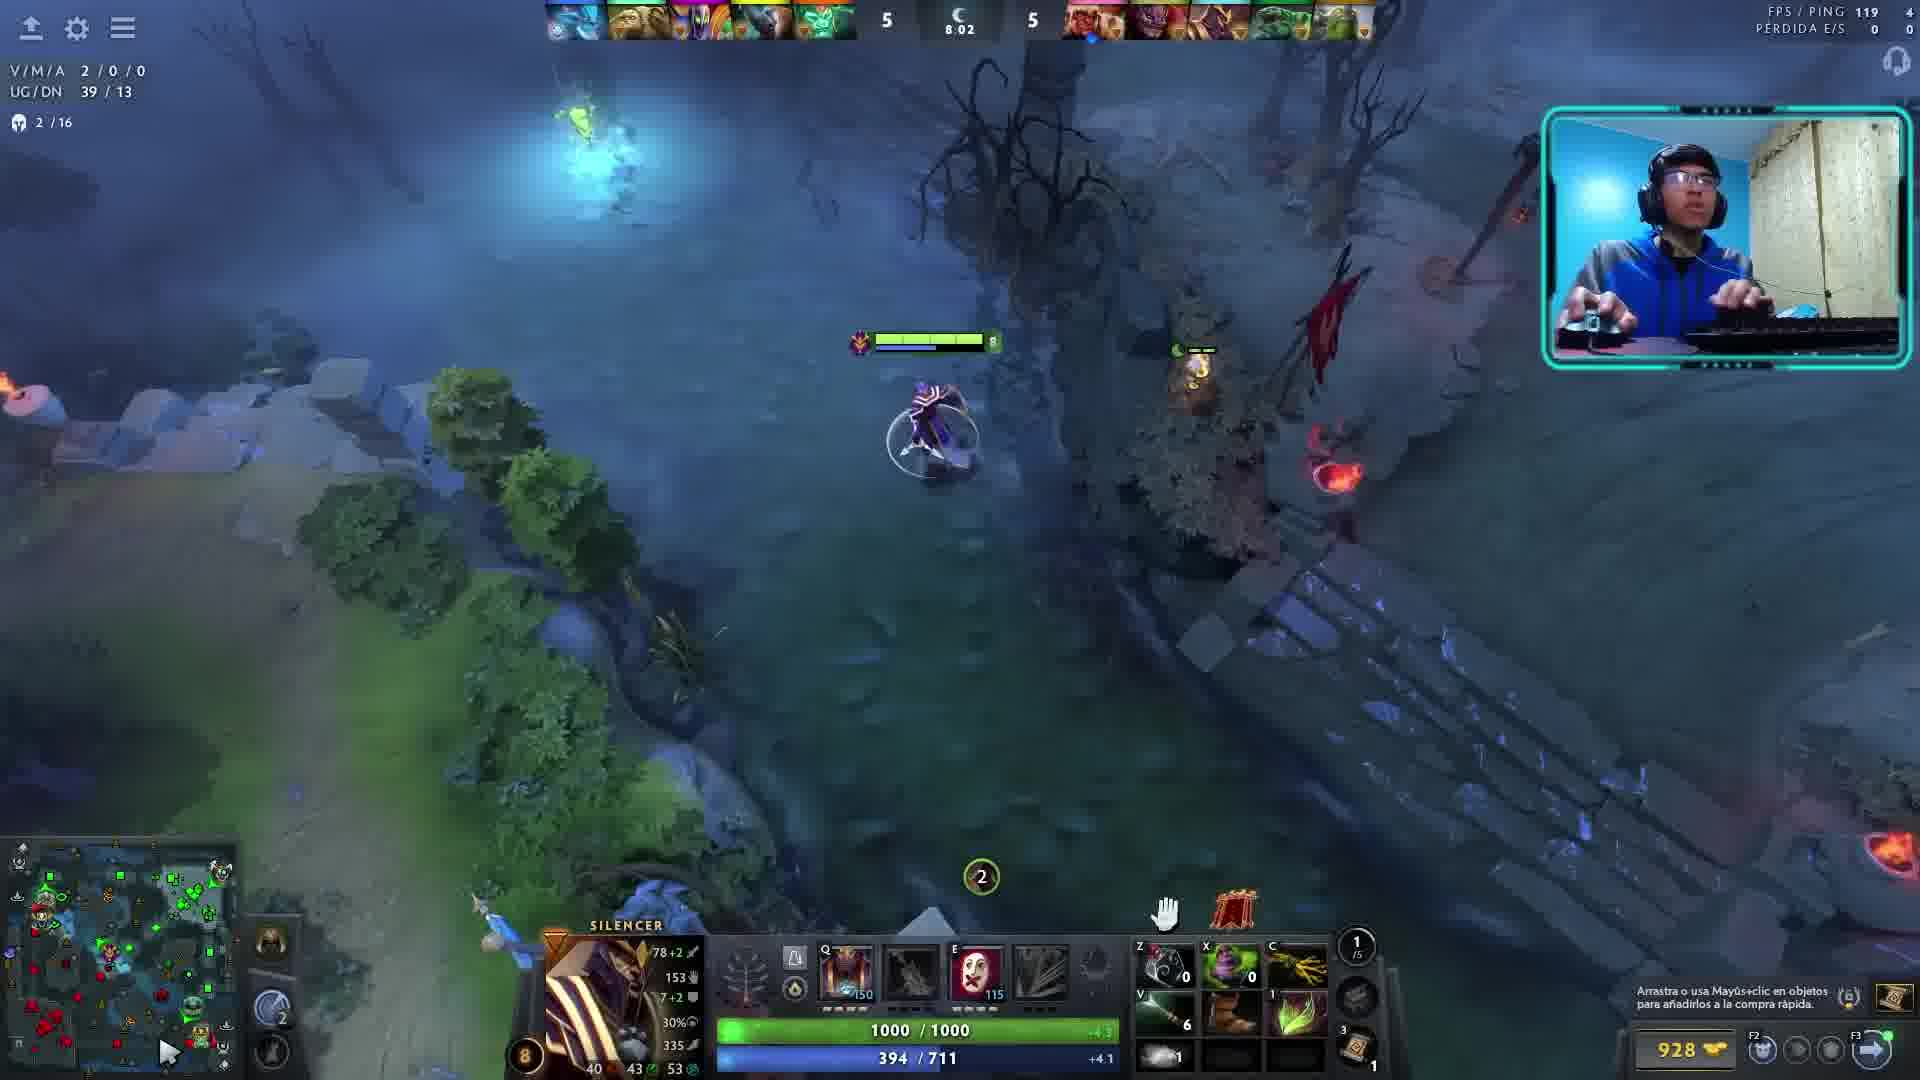 5
8:02
5
FPS / PING 119 4
PÉRDIDA E/S 0 0
V/M/A 2 / 0 / 0
UG/DN 39 / 13
2 /16
8
2
SILENCER
78 +2
153
7 +2
30%
335
40 43 53
8
2
Q 150
E 115
1000 / 1000 +4.3
394 / 711 +4.1
Z 0
X 0
C
V 6
1
1
1 /5
3
1
Arrastra o usa Mayús+clic en objetos
para añadirlos a la compra rápida.
928
F2
F3